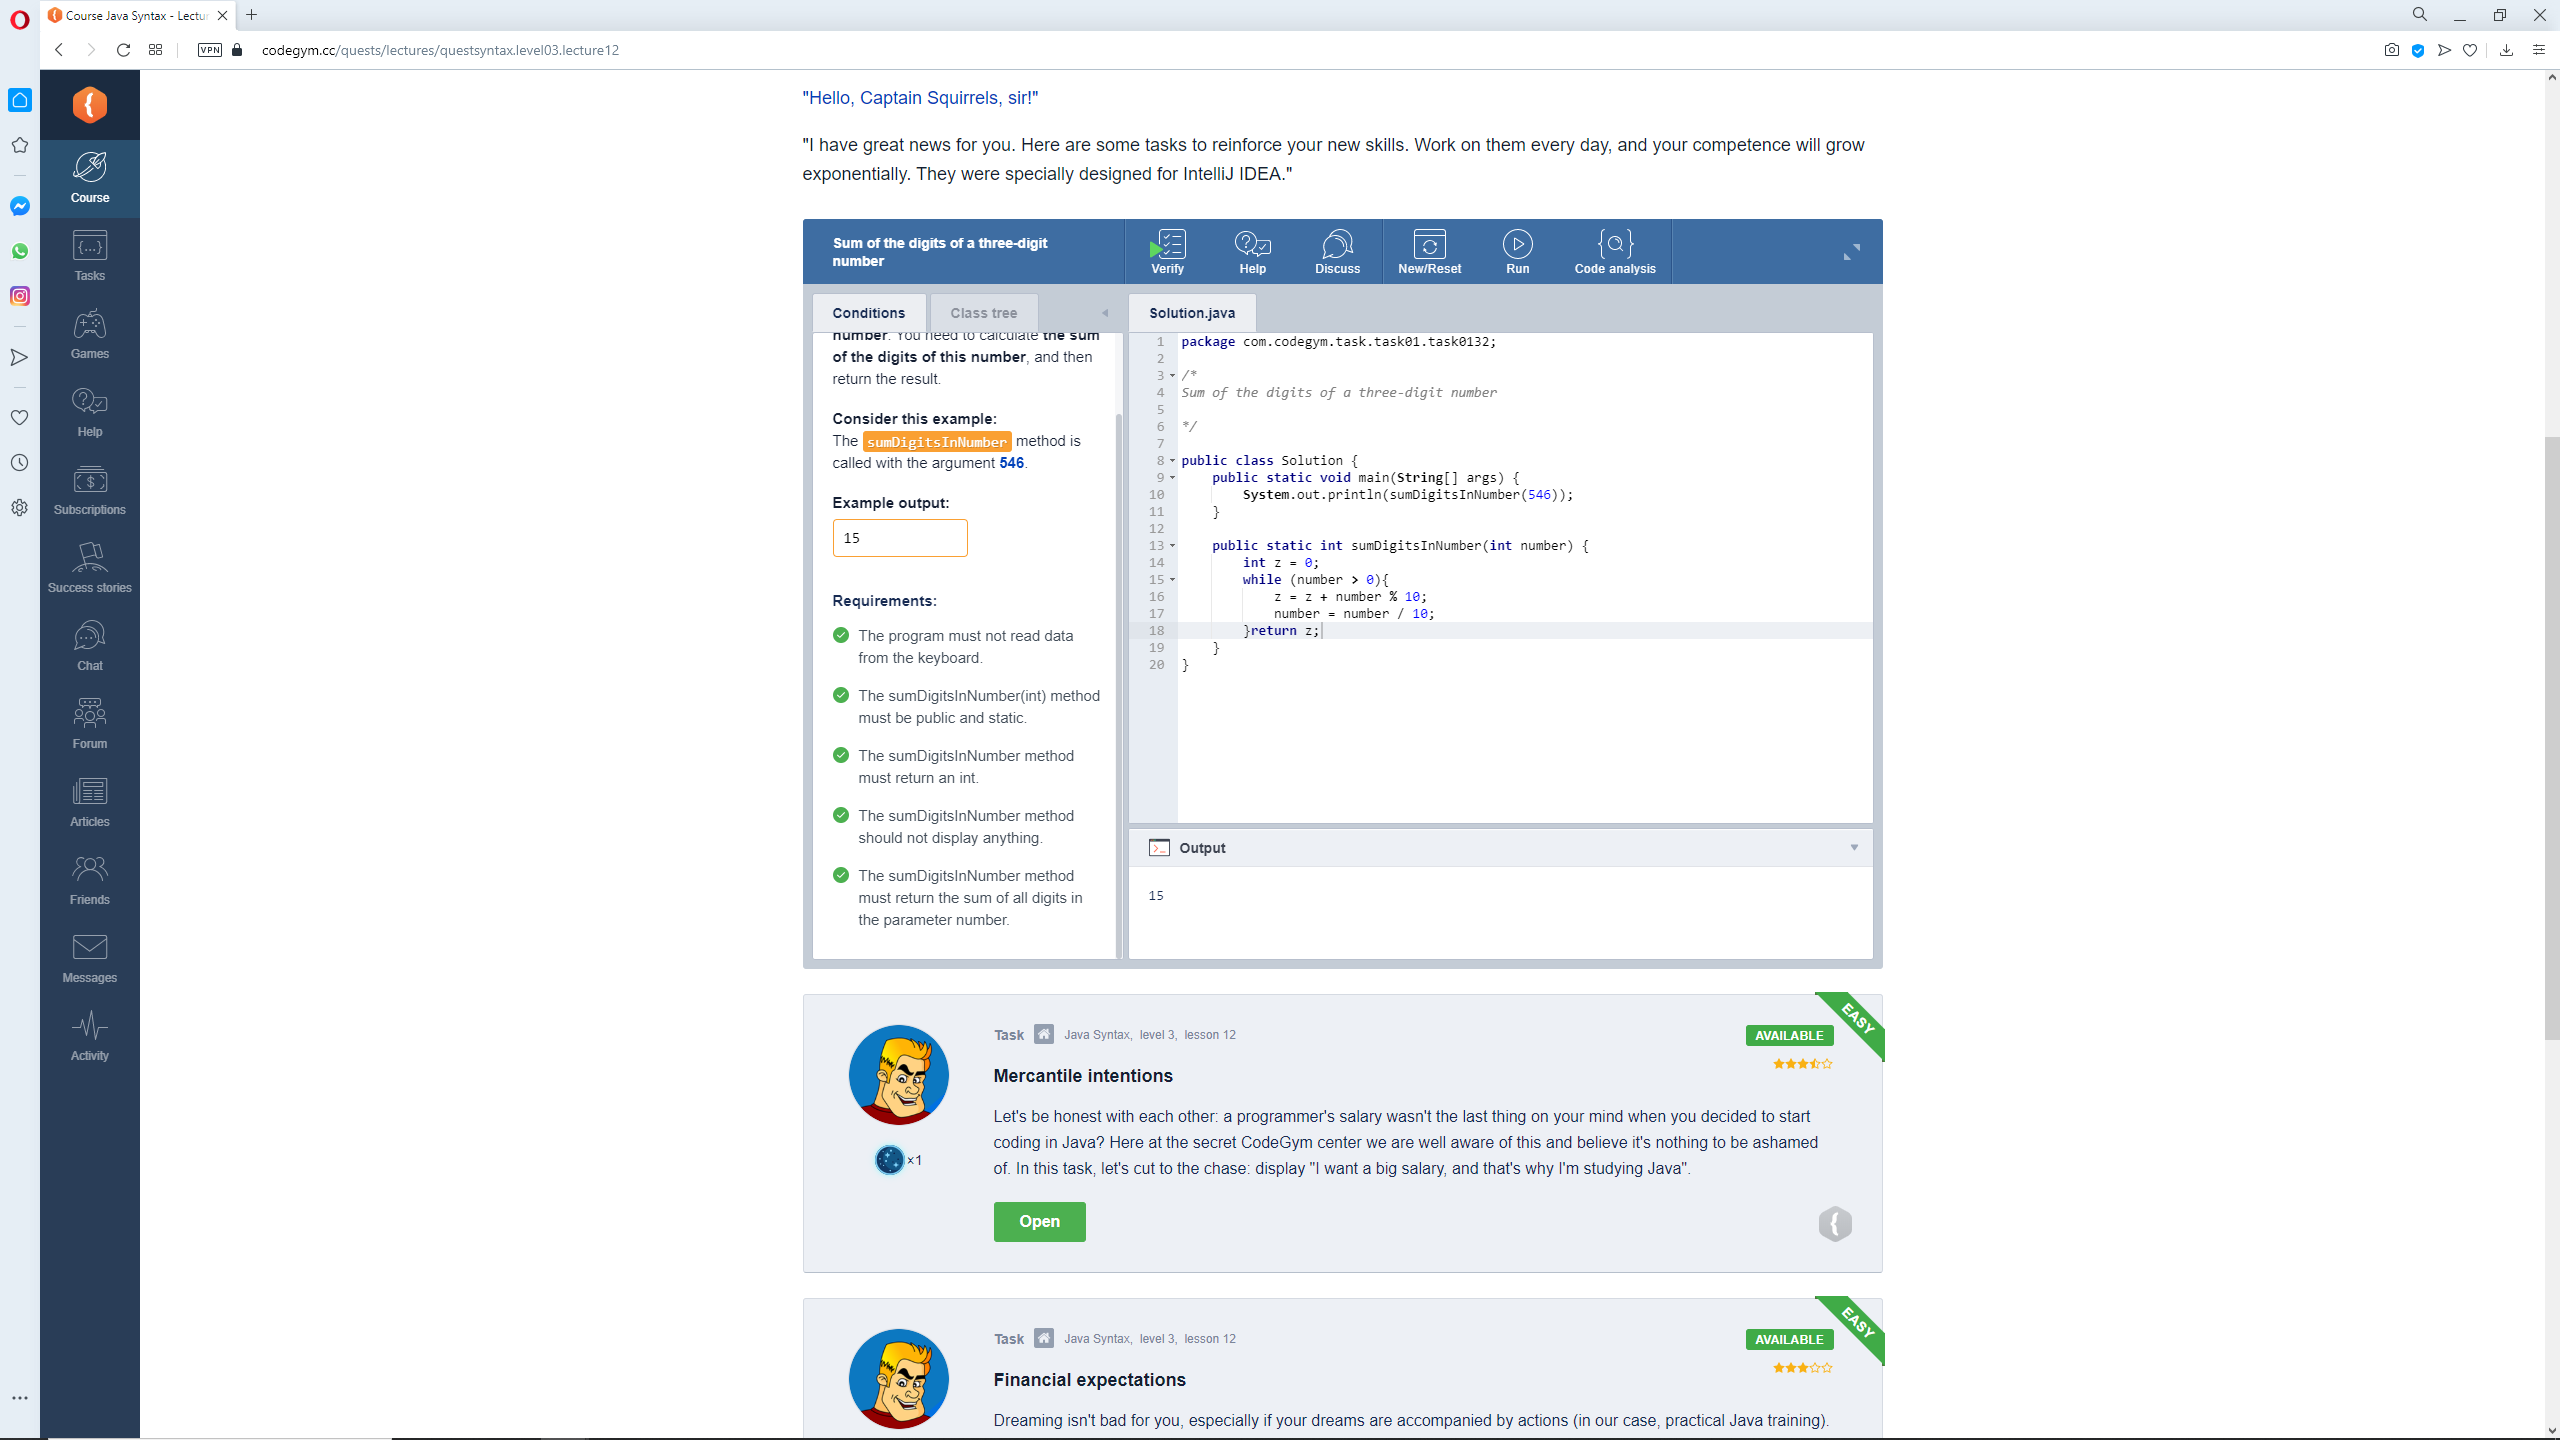 Course Java Syntax - Lectu
VPN
codegym.cc/quests/lectures/questsyntax.level03.lecture12
Course
Tasks
Games
Help
Subscriptions
Success stories
Chat
Forum
Articles
Friends
Messages
Activity
"Hello, Captain Squirrels, sir!"
"I have great news for you. Here are some tasks to reinforce your new skills. Work on them every day, and your competence will grow
exponentially. They were specially designed for IntelliJ IDEA."
Sum of the digits of a three-digit
number
Verify
Help
Discuss
New/Reset
Run
Code analysis
Conditions
Class tree
number. You need to calculate the sum
of the digits of this number, and then
return the result.
Consider this example:
The sumDigitsInNumber method is
called with the argument 546.
Example output:
15
Requirements:
The program must not read data
from the keyboard.
The sumDigitsInNumber(int) method
must be public and static.
The sumDigitsInNumber method
must return an int.
The sumDigitsInNumber method
should not display anything.
The sumDigitsInNumber method
must return the sum of all digits in
the parameter number.
Solution.java
1 package com.codegym.task.task01.task0132;
2
3 /*
4 Sum of the digits of a three-digit number
5
6 */
7
8 public class Solution {
9 public static void main(String[] args) {
10 System.out.println(sumDigitsInNumber(546));
11 }
12
13 public static int sumDigitsInNumber(int number) {
14 int z = 0;
15 while (number > 0){
16 z = z + number % 10;
17 number = number / 10;
18 }return z;
19 }
20 }
Output
15
EASY
Task Java Syntax, level 3, lesson 12
AVAILABLE
Mercantile intentions
Let's be honest with each other: a programmer's salary wasn't the last thing on your mind when you decided to start
coding in Java? Here at the secret CodeGym center we are well aware of this and believe it's nothing to be ashamed
of. In this task, let's cut to the chase: display "I want a big salary, and that's why I'm studying Java".
×1
Open
EASY
Task Java Syntax, level 3, lesson 12
AVAILABLE
Financial expectations
Dreaming isn't bad for you, especially if your dreams are accompanied by actions (in our case, practical Java training).